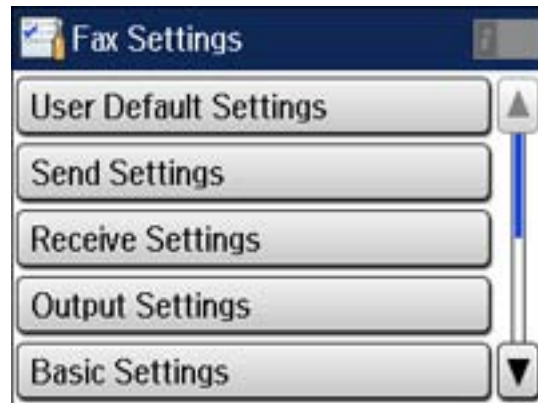 Fax Settings
User Default Settings
Send Settings
Receive Settings
Output Settings
Basic Settings